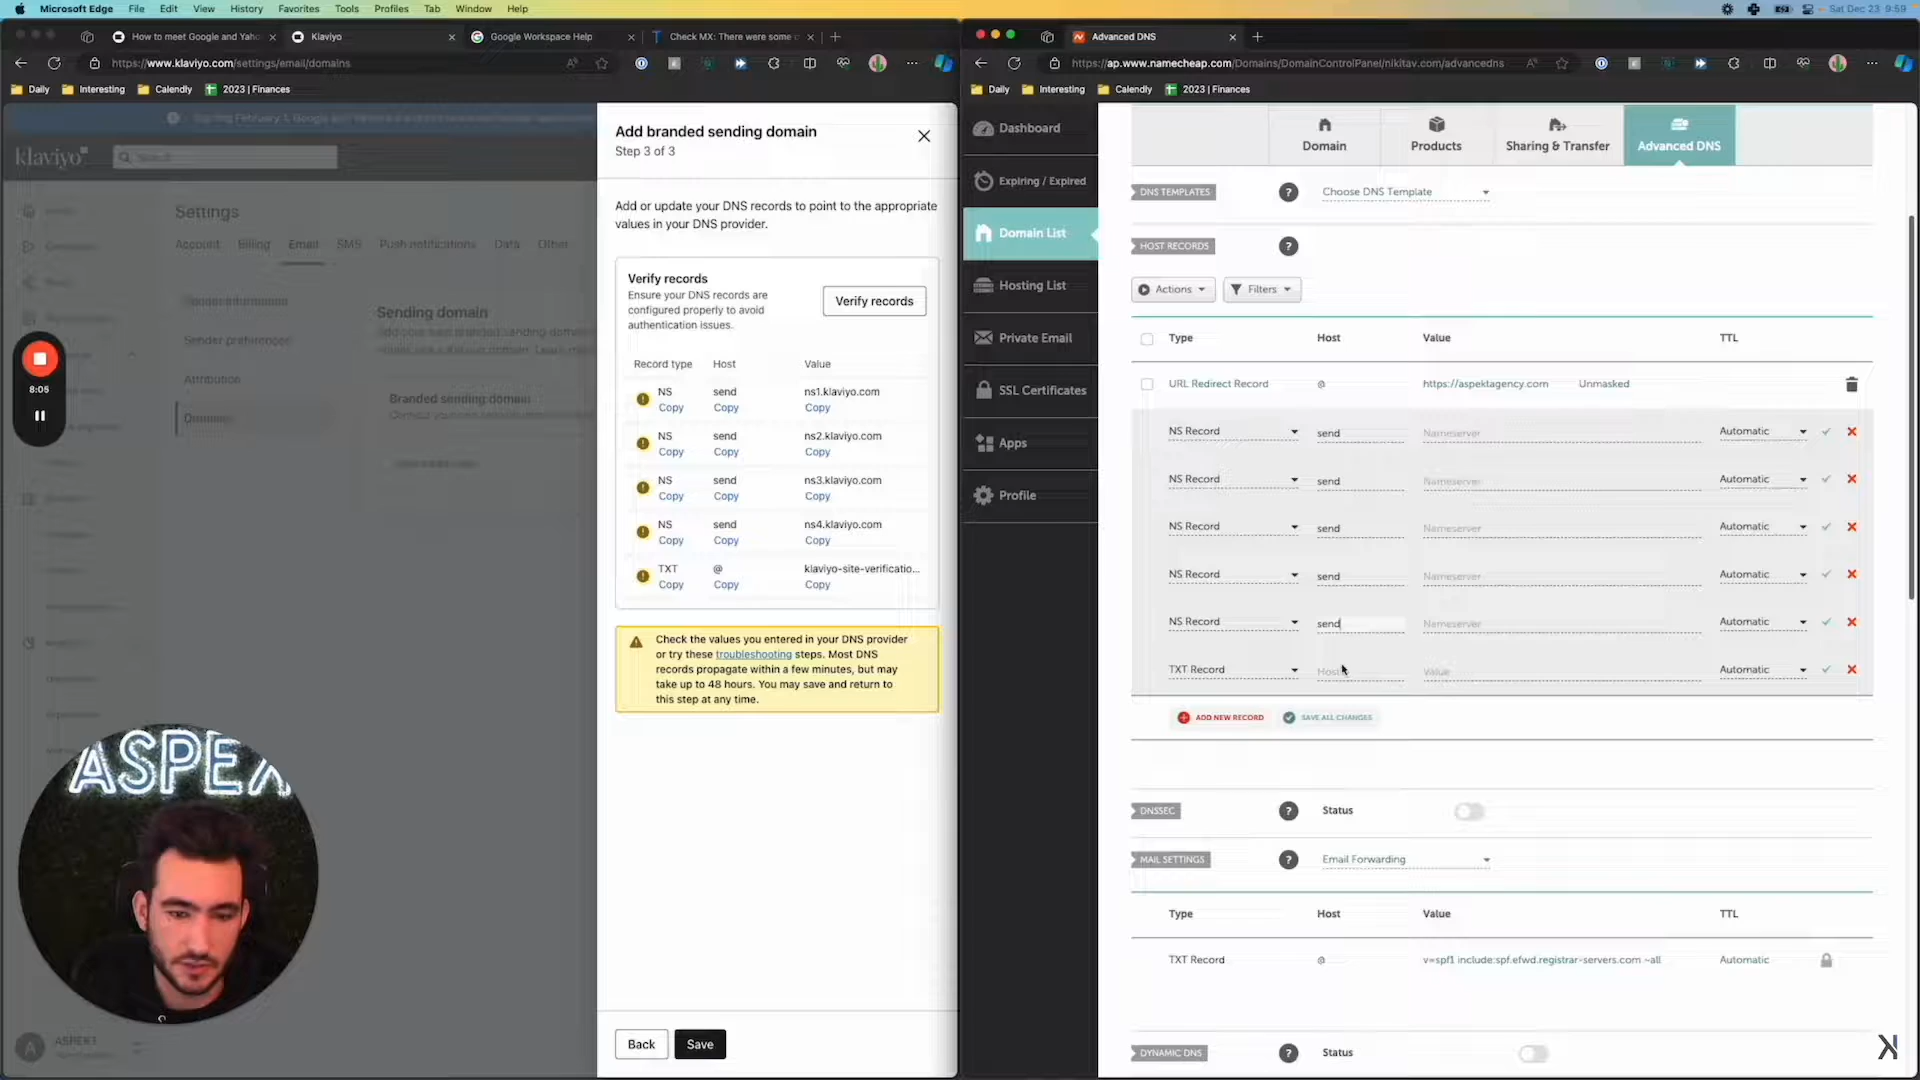 Microsoft Edge File Edit View History Favorites Tools Profiles Tab Window Help
Sat Dec 23 9:59
How to meet Google and Yaho
Klaviyo
Google Workspace Help
Check MX: There were some c
Advanced DNS
https://www.klaviyo.com/settings/email/domains
https://ap.www.namecheap.com/Domains/DomainControlPanel/nikitav.com/advancedns
Daily Interesting Calendly 2023 | Finances
Daily Interesting Calendly 2023 | Finances
klaviyo
Search
Settings
Account Billing Email SMS Push notifications Data Other
Sender preferences
Attribution
Domains
Sending domain
Branded sending domain
8:05
ASPEKT
Add branded sending domain
Step 3 of 3
Add or update your DNS records to point to the appropriate
values in your DNS provider.
Verify records
Ensure your DNS records are
configured properly to avoid
authentication issues.
Verify records
Record type Host Value
NS send ns1.klaviyo.com
Copy Copy Copy
NS send ns2.klaviyo.com
Copy Copy Copy
NS send ns3.klaviyo.com
Copy Copy Copy
NS send ns4.klaviyo.com
Copy Copy Copy
TXT @ klaviyo-site-verificatio...
Copy Copy Copy
Check the values you entered in your DNS provider
or try these troubleshooting steps. Most DNS
records propagate within a few minutes, but may
take up to 48 hours. You may save and return to
this step at any time.
Back Save
Dashboard
Expiring / Expired
Domain List
Hosting List
Private Email
SSL Certificates
Apps
Profile
Domain Products Sharing & Transfer Advanced DNS
DNS TEMPLATES ? Choose DNS Template
HOST RECORDS ?
Actions Filters
Type Host Value TTL
URL Redirect Record @ https://aspektagency.com Unmasked
NS Record send Nameserver Automatic
NS Record send Nameserver Automatic
NS Record send Nameserver Automatic
NS Record send Nameserver Automatic
NS Record send Nameserver Automatic
TXT Record Host Value Automatic
ADD NEW RECORD SAVE ALL CHANGES
DNSSEC ? Status
MAIL SETTINGS ? Email Forwarding
Type Host Value TTL
TXT Record @ v=spf1 include:spf.efwd.registrar-servers.com ~all Automatic
DYNAMIC DNS ? Status